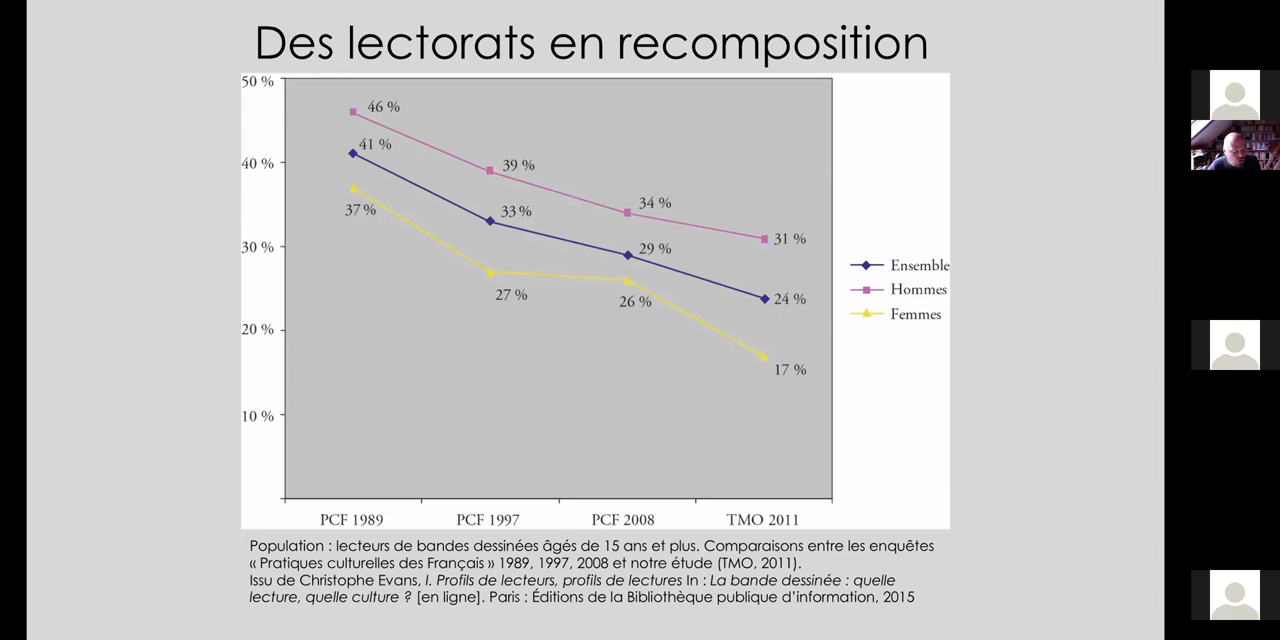 Des lectorats en recomposition
50 %
46 %
41 %
40 %
39 %
37 %
34 %
33 %
31 %
30 %
29 %
27 %
26 %
24 %
20 %
17 %
10 %
Ensemble
Hommes
Femmes
PCF 1989
PCF 1997
PCF 2008
TMO 2011
Population : lecteurs de bandes dessinées âgés de 15 ans et plus. Comparaisons entre les enquêtes
« Pratiques culturelles des Français » 1989, 1997, 2008 et notre étude (TMO, 2011).
Issu de Christophe Evans, I. Profils de lecteurs, profils de lectures In : La bande dessinée : quelle
lecture, quelle culture ? [en ligne]. Paris : Éditions de la Bibliothèque publique d'information, 2015